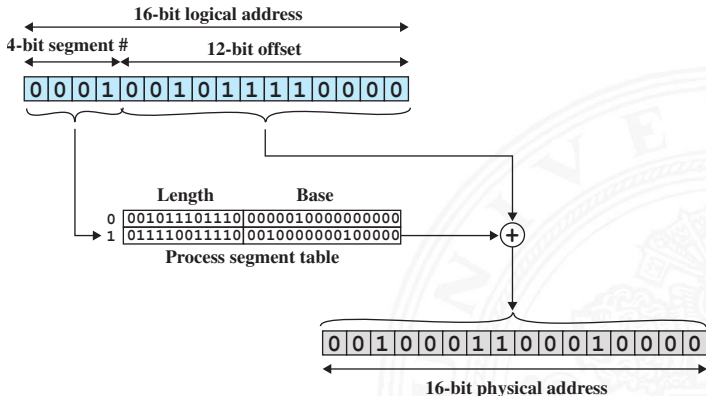 16-bit logical address
4-bit segment # 12-bit offset
0 0 0 1 0 0 1 0 1 1 1 1 0 0 0 0
Length Base
0 001011101110 0000010000000000
1 011110011110 0010000000100000
Process segment table
+
0 0 1 0 0 0 1 1 0 0 0 1 0 0 0 0
16-bit physical address